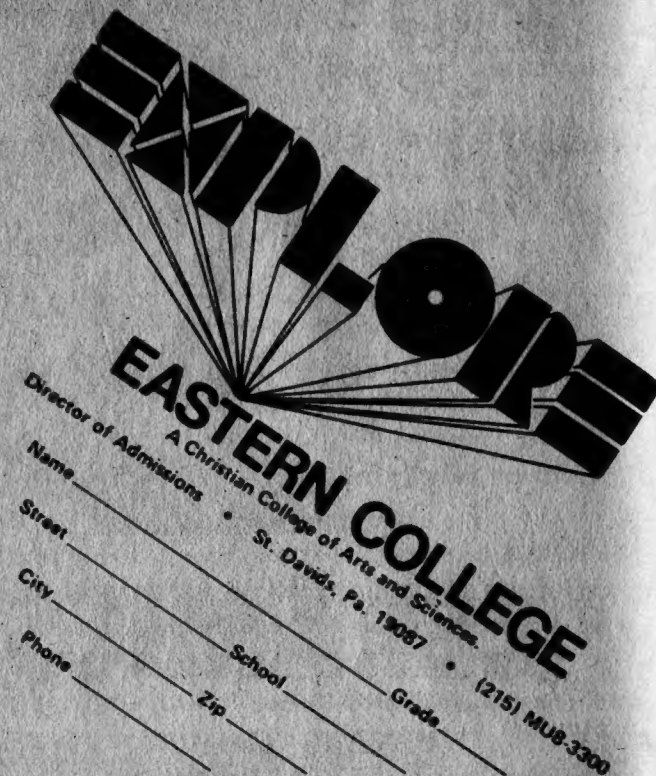 EXPLORE
EASTERN COLLEGE
A Christian College of Arts and Sciences.
Director of Admissions • St. Davids, Pa. 19087 • (215) MU8-3300
Name Grade
Street School
City Zip
Phone